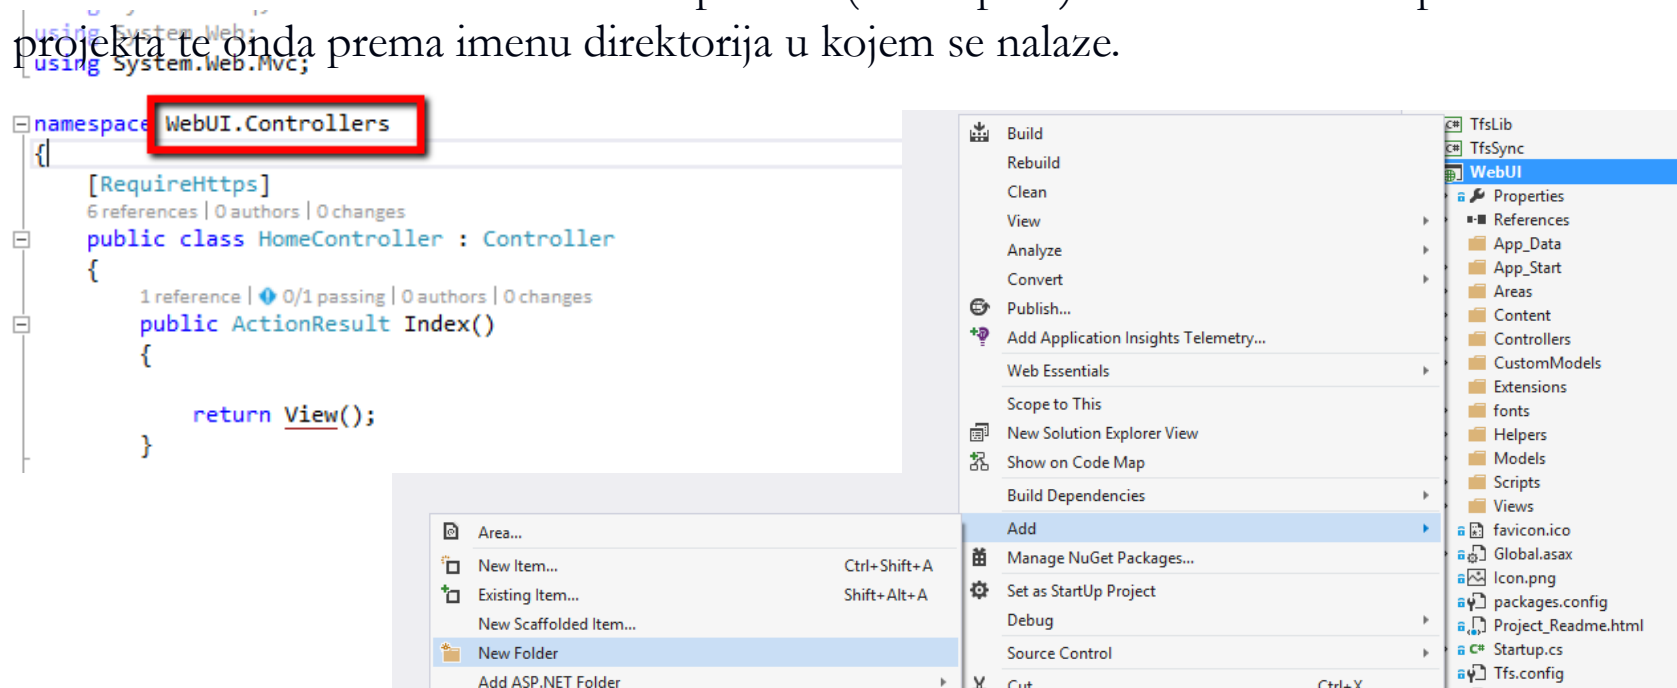 projekta te onda prema imenu direktorija u kojem se nalaze.
using System.Web;
using System.Web.Mvc;
namespace WebUI.Controllers
{
[RequireHttps]
6 references | 0 authors | 0 changes
public class HomeController : Controller
{
1 reference | 0/1 passing | 0 authors | 0 changes
public ActionResult Index()
{
return View();
}
Build
Rebuild
Clean
View
Analyze
Convert
Publish...
Add Application Insights Telemetry...
Web Essentials
Scope to This
New Solution Explorer View
Show on Code Map
Build Dependencies
Add
Manage NuGet Packages...
Set as StartUp Project
Debug
Source Control
Cut Ctrl+X
Area...
New Item... Ctrl+Shift+A
Existing Item... Shift+Alt+A
New Scaffolded Item...
New Folder
Add ASP.NET Folder
C# TfsLib
C# TfsSync
WebUI
Properties
References
App_Data
App_Start
Areas
Content
Controllers
CustomModels
Extensions
fonts
Helpers
Models
Scripts
Views
favicon.ico
Global.asax
Icon.png
packages.config
Project_Readme.html
C# Startup.cs
Tfs.config